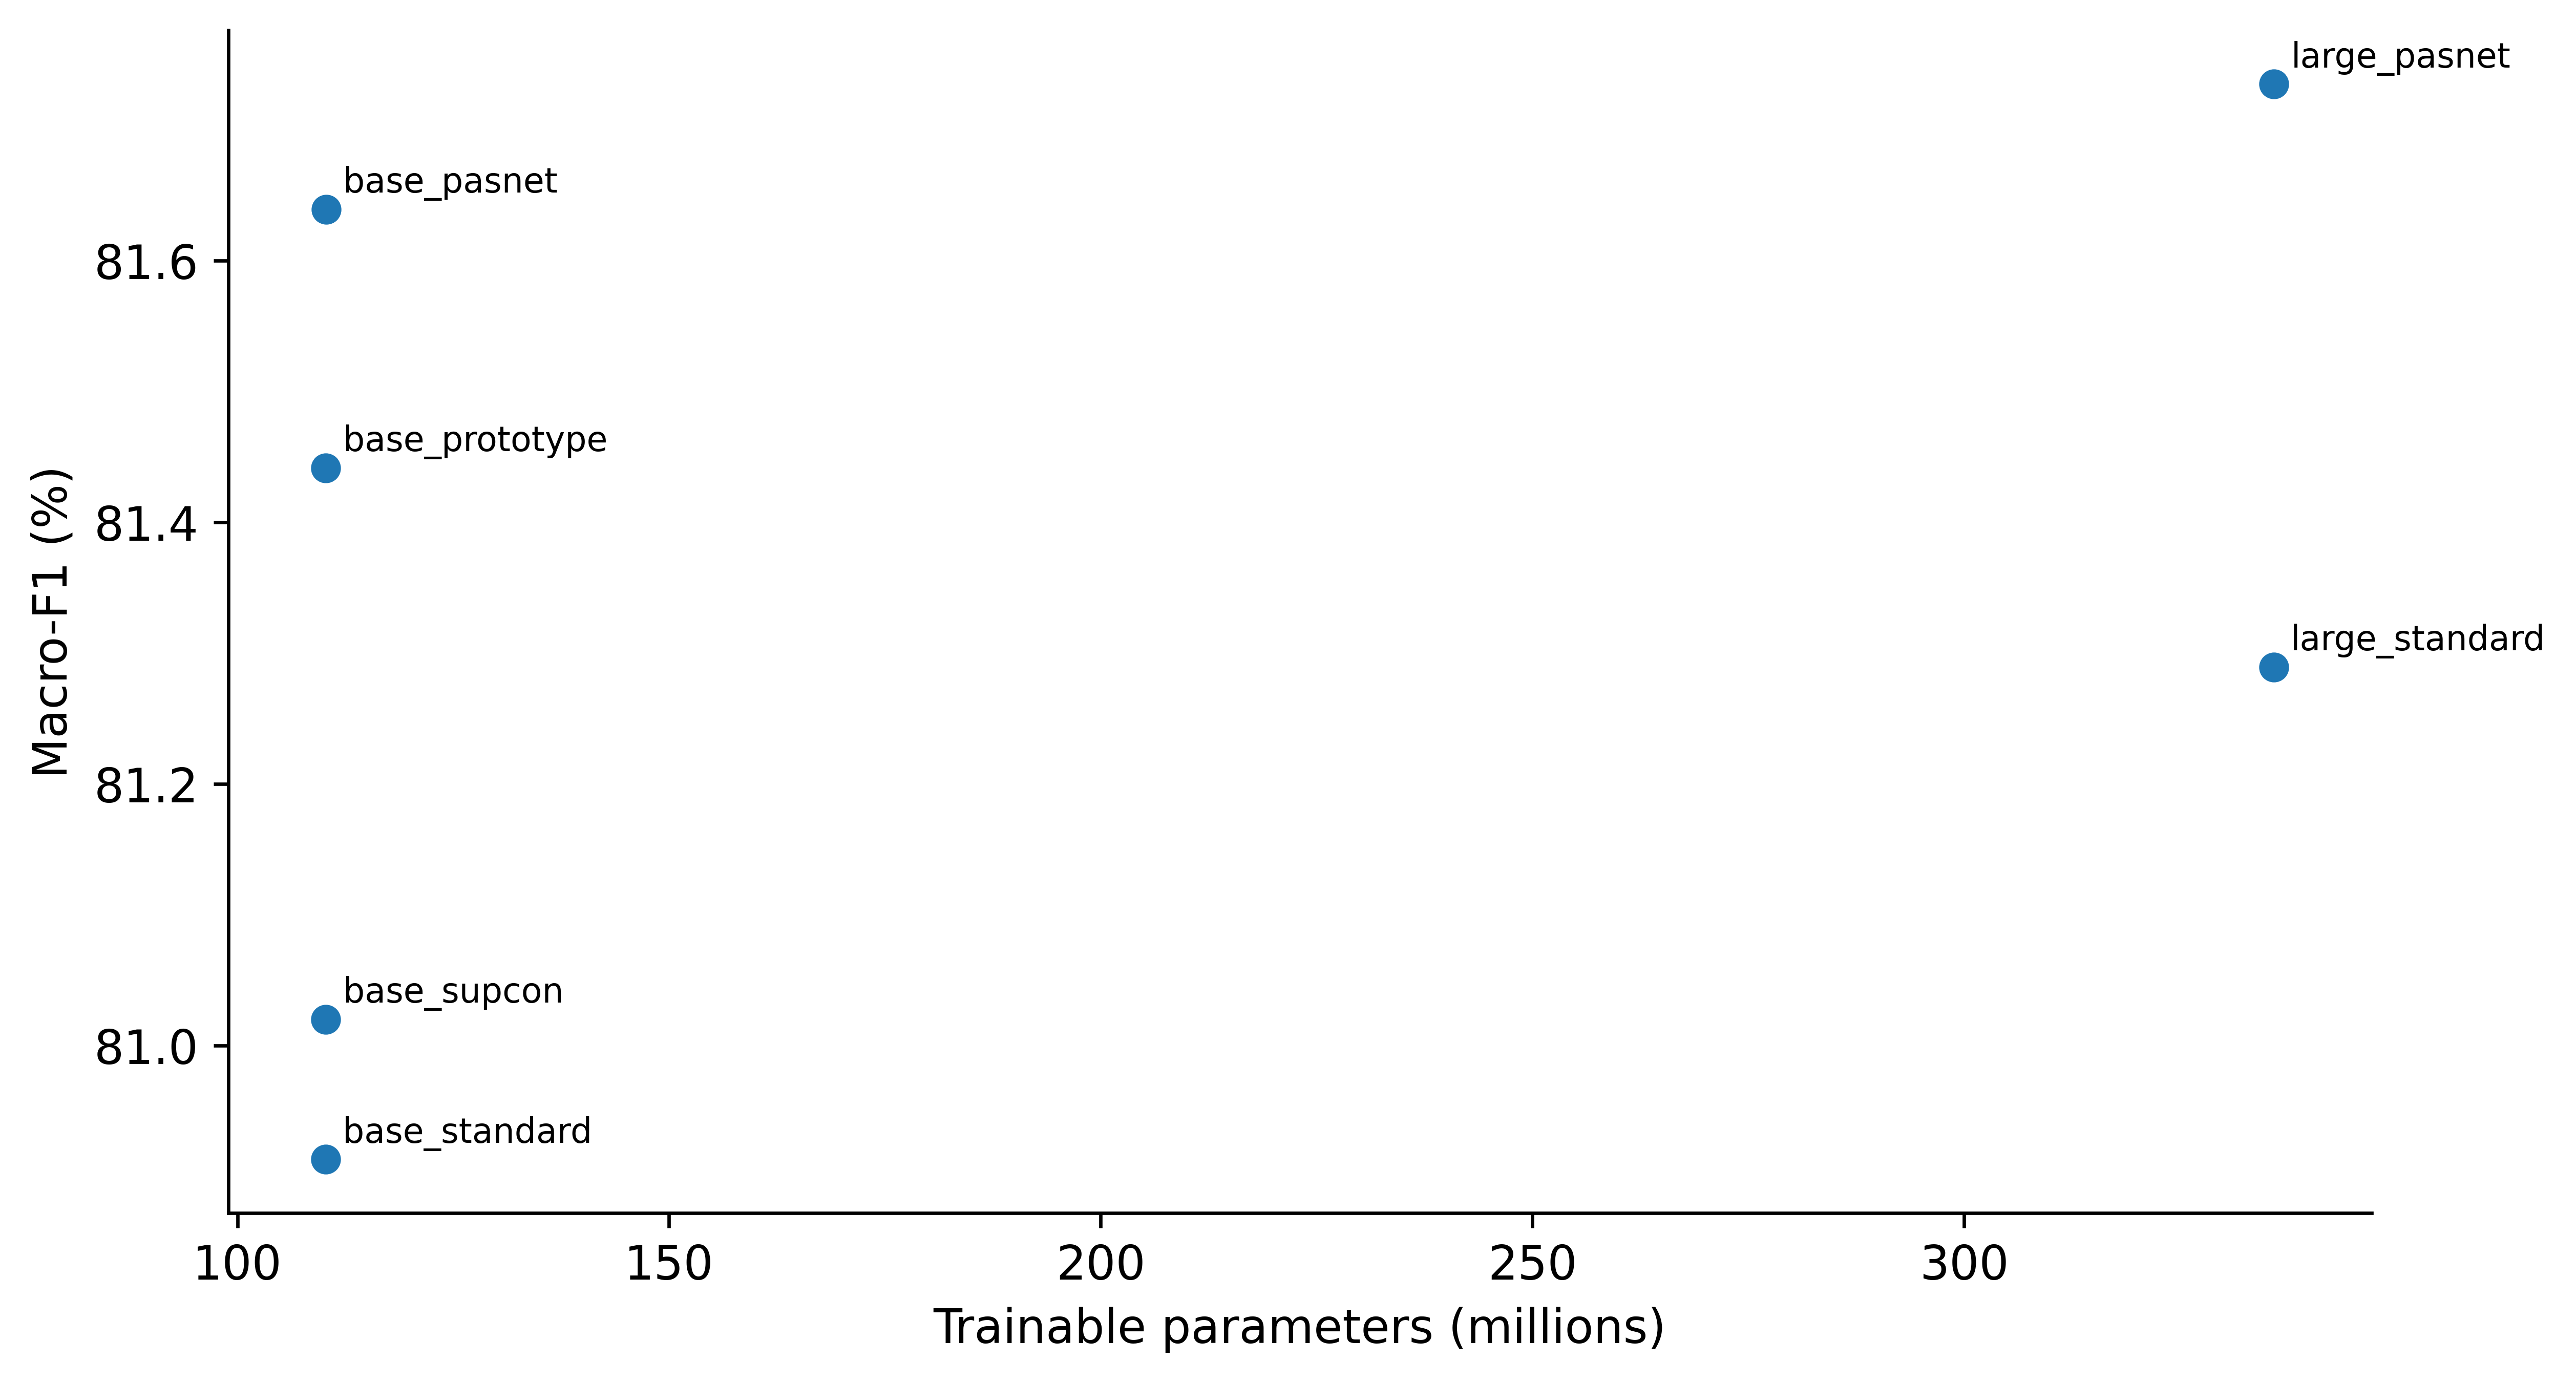 large_pasnet
base_pasnet
81.6
base_prototype
81.4
large_standard
81.2
base_supcon
81.0
base_standard
Macro-F1 (%)
100 150 200 250 300
Trainable parameters (millions)